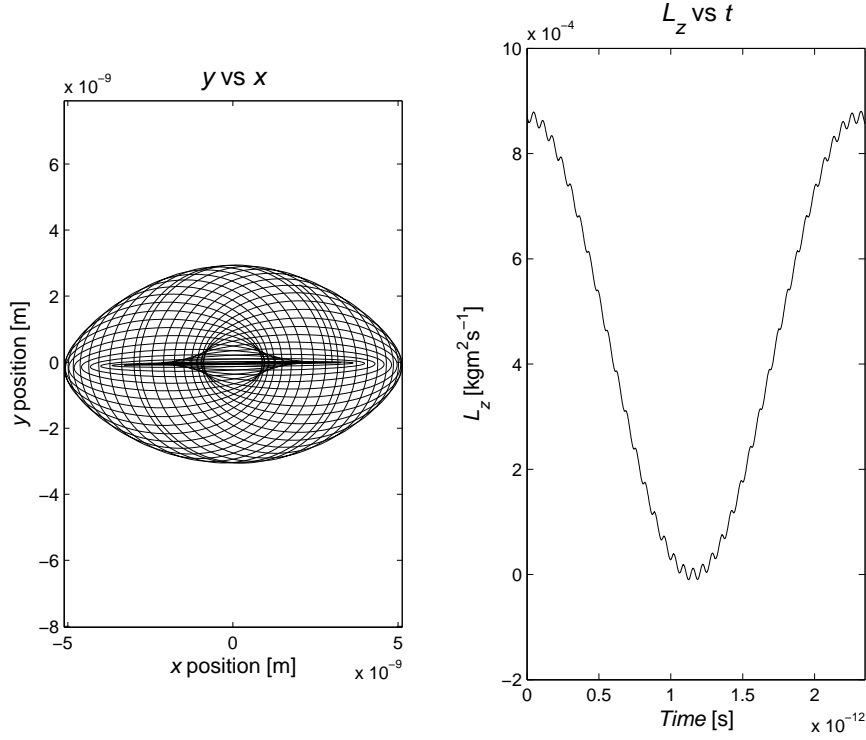 y vs x
x 10⁻⁹
6
4
2
0
−2
−4
−6
−8
y position [m]
−5
0
5
x position [m]
x 10⁻⁹
L_z vs t
x 10⁻⁴
10
8
6
4
2
0
−2
L_z [kgm²s⁻¹]
0
0.5
1
1.5
2
Time [s]
x 10⁻¹²